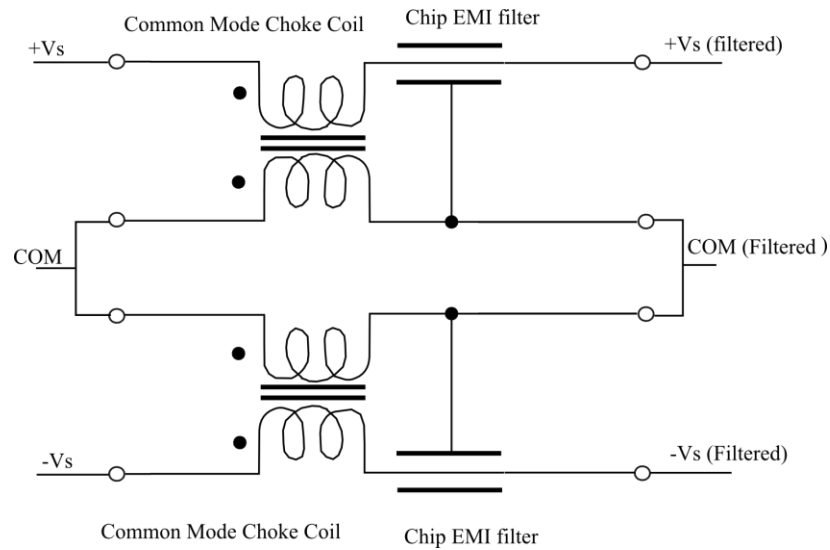 Common Mode Choke Coil
Chip EMI filter
+Vs
+Vs (filtered)
COM
COM (Filtered )
-Vs
-Vs (Filtered)
Common Mode Choke Coil
Chip EMI filter